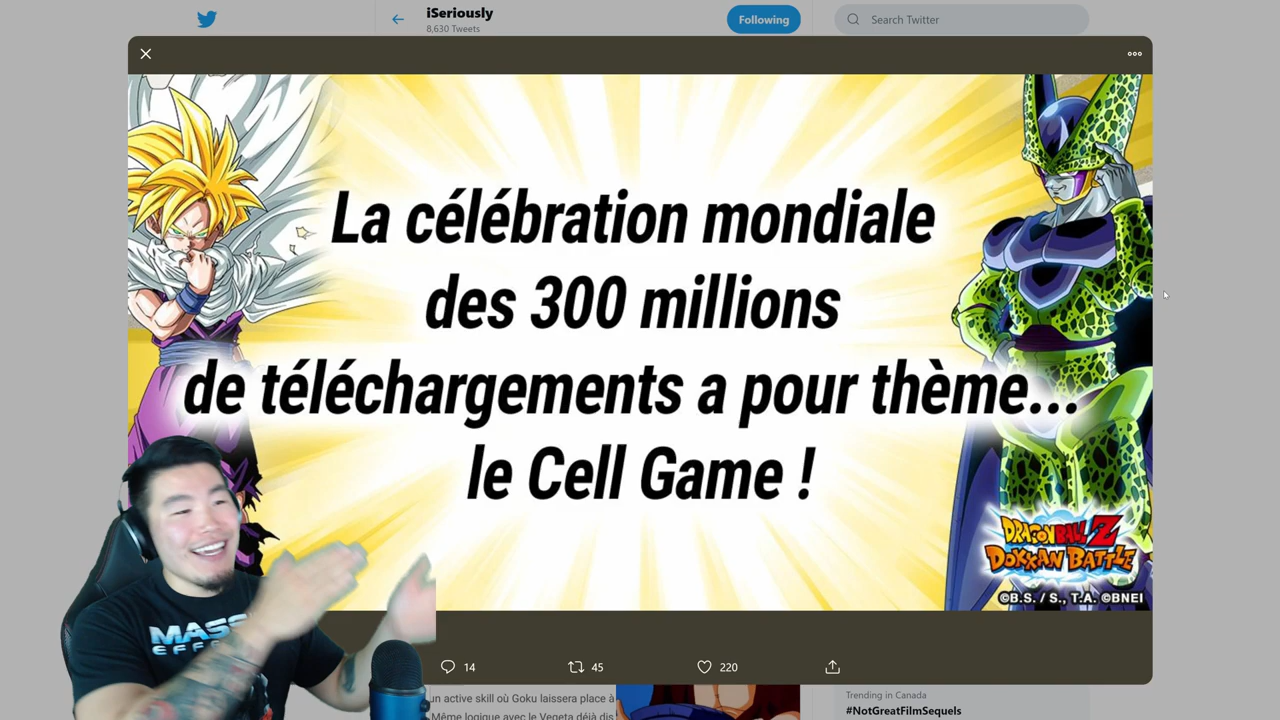 iSeriously
8,630 Tweets
Following
Search Twitter
La célébration mondiale
des 300 millions
de téléchargements a pour thème...
le Cell Game !
DRAGON BALL Z
DOKKAN BATTLE
©B.S. / S., T.A. ©BNEI
MASS
EFFECT
14
45
220
un active skill où Goku laissera place à
Même logique avec le Vegeta déjà dis
Trending in Canada
#NotGreatFilmSequels